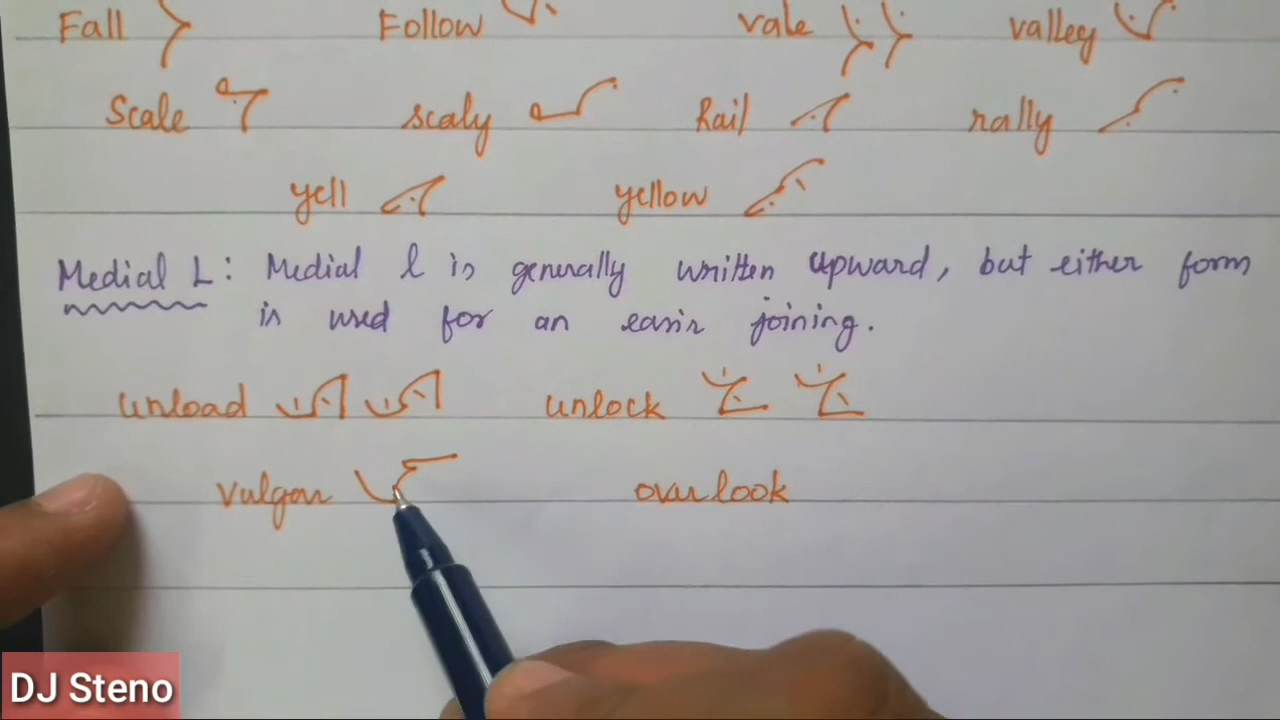 Fall Follow vale valley
Scale scaly Rail rally
yell yellow
Medial L: Medial l is generally written upward, but either form
is used for an easier joining.
unload unlock
vulgar overlook
DJ Steno